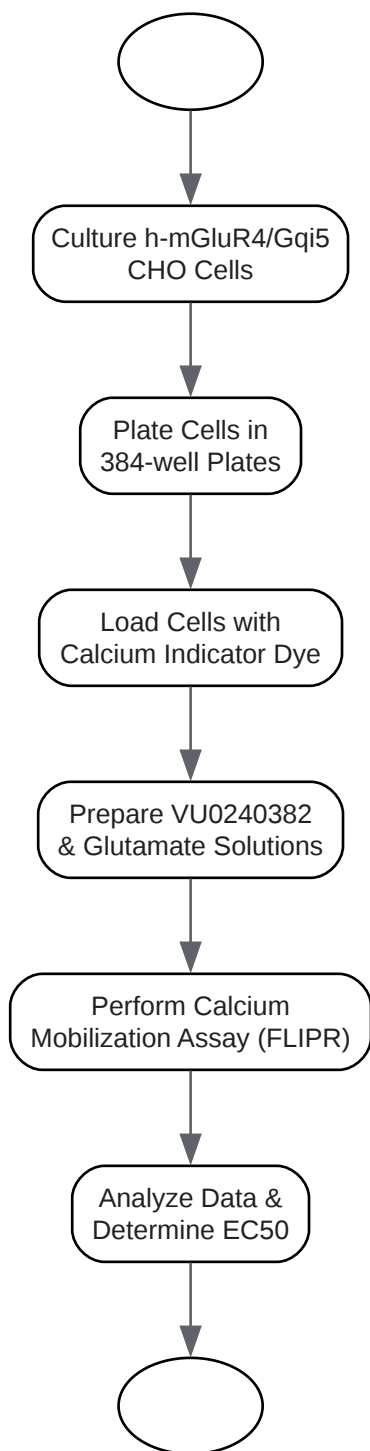 Culture h-mGluR4/Gqi5
CHO Cells
Plate Cells in
384-well Plates
Load Cells with
Calcium Indicator Dye
Prepare VU0240382
& Glutamate Solutions
Perform Calcium
Mobilization Assay (FLIPR)
Analyze Data &
Determine EC50